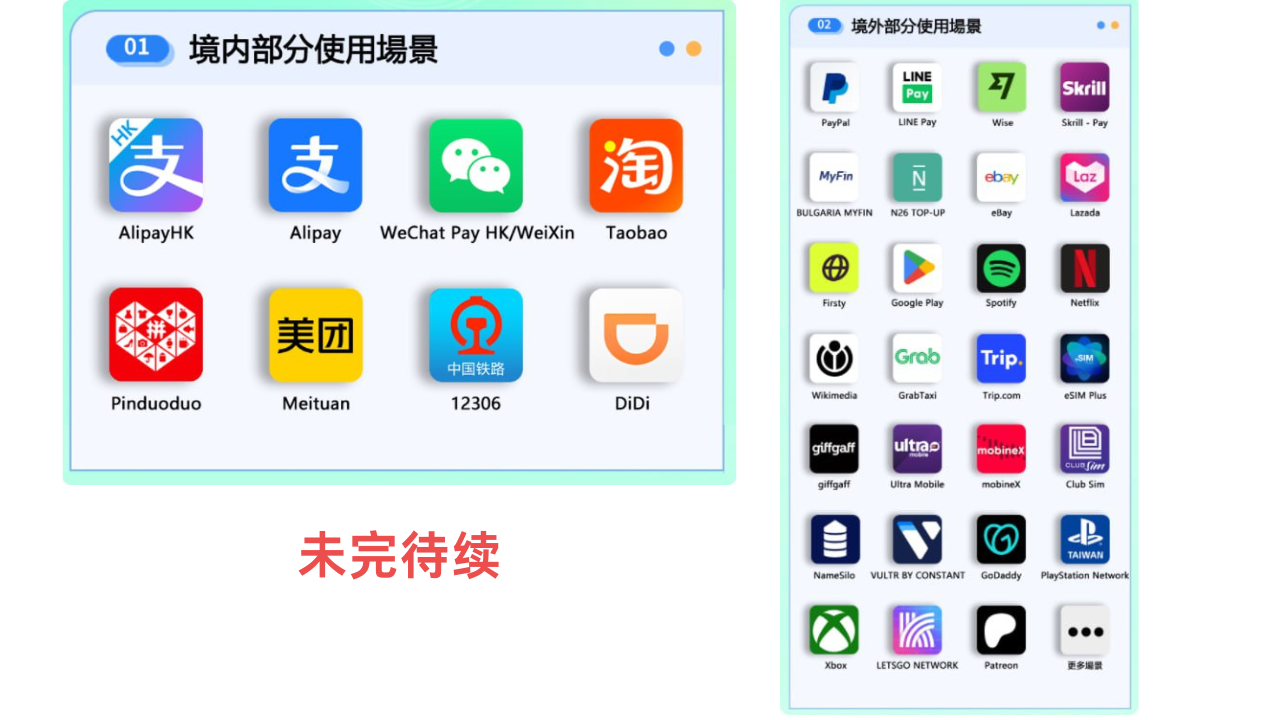 01 境内部分使用場景
HK 支 支 淘
AlipayHK Alipay WeChat Pay HK/WeiXin Taobao
拼 美团 中国铁路
Pinduoduo Meituan 12306 DiDi
未完待续
02 境外部分使用場景
LINE Pay Skrill
PayPal LINE Pay Wise Skrill - Pay
MyFin N ebay Laz
BULGARIA MYFIN N26 TOP-UP eBay Lazada
Firsty Google Play Spotify Netflix
Grab Trip. eSIM
Wikimedia GrabTaxi Trip.com eSIM Plus
giffgaff ultra mobile mobineX CLUB Sim
giffgaff Ultra Mobile mobineX Club Sim
TAIWAN
NameSilo VULTR BY CONSTANT GoDaddy PlayStation Network
Xbox LETSGO NETWORK Patreon 更多場景